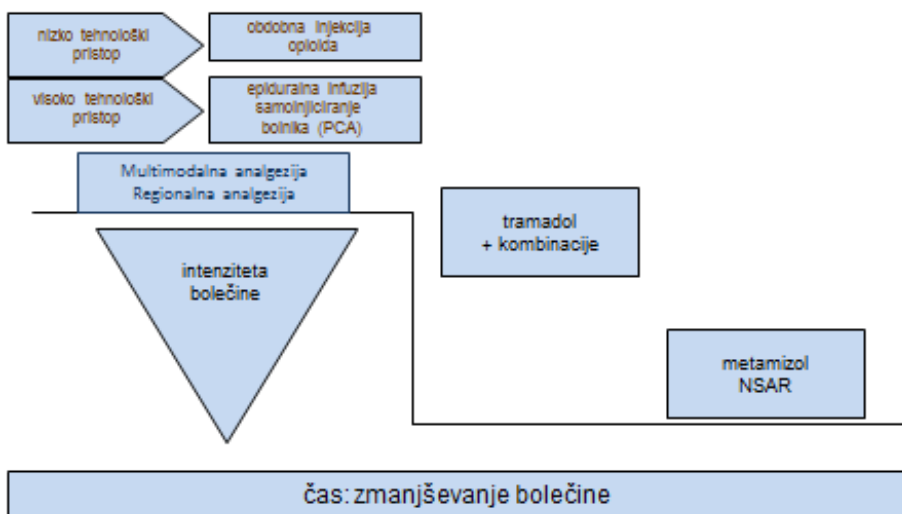 nizko tehnološki
pristop
obdobna injekcija
opioida
visoko tehnološki
pristop
epiduralna infuzija
samoinjiciranje
bolnika (PCA)
Multimodalna analgezija
Regionalna analgezija
tramadol
+ kombinacije
intenziteta
bolečine
metamizol
NSAR
čas: zmanjševanje bolečine